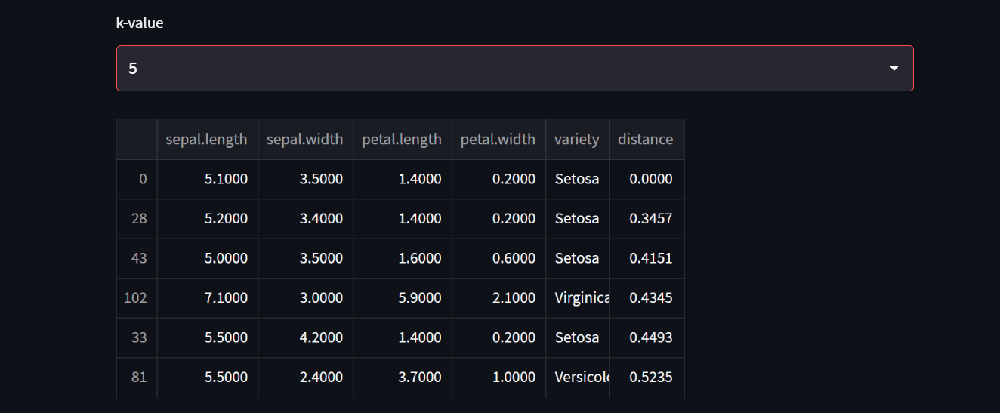 k-value
5
sepal.length sepal.width petal.length petal.width variety distance
0 5.1000 3.5000 1.4000 0.2000 Setosa 0.0000
28 5.2000 3.4000 1.4000 0.2000 Setosa 0.3457
43 5.0000 3.5000 1.6000 0.6000 Setosa 0.4151
102 7.1000 3.0000 5.9000 2.1000 Virginica 0.4345
33 5.5000 4.2000 1.4000 0.2000 Setosa 0.4493
81 5.5000 2.4000 3.7000 1.0000 Versicol 0.5235